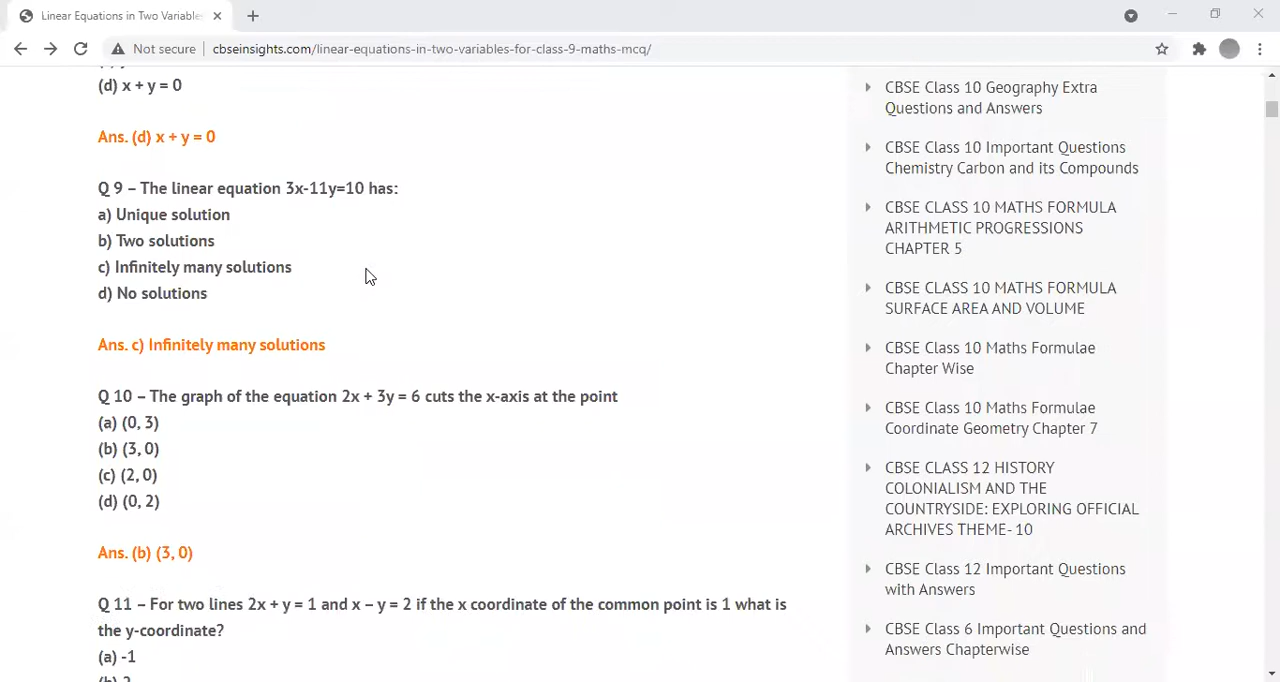 Linear Equations in Two Variable
Not secure
cbseinsights.com/linear-equations-in-two-variables-for-class-9-maths-mcq/
(d) x + y = 0
Ans. (d) x + y = 0
Q 9 – The linear equation 3x-11y=10 has:
a) Unique solution
b) Two solutions
c) Infinitely many solutions
d) No solutions
Ans. c) Infinitely many solutions
Q 10 – The graph of the equation 2x + 3y = 6 cuts the x-axis at the point
(a) (0, 3)
(b) (3, 0)
(c) (2, 0)
(d) (0, 2)
Ans. (b) (3, 0)
Q 11 – For two lines 2x + y = 1 and x – y = 2 if the x coordinate of the common point is 1 what is
the y-coordinate?
(a) -1
CBSE Class 10 Geography Extra
Questions and Answers
CBSE Class 10 Important Questions
Chemistry Carbon and its Compounds
CBSE CLASS 10 MATHS FORMULA
ARITHMETIC PROGRESSIONS
CHAPTER 5
CBSE CLASS 10 MATHS FORMULA
SURFACE AREA AND VOLUME
CBSE Class 10 Maths Formulae
Chapter Wise
CBSE Class 10 Maths Formulae
Coordinate Geometry Chapter 7
CBSE CLASS 12 HISTORY
COLONIALISM AND THE
COUNTRYSIDE: EXPLORING OFFICIAL
ARCHIVES THEME- 10
CBSE Class 12 Important Questions
with Answers
CBSE Class 6 Important Questions and
Answers Chapterwise